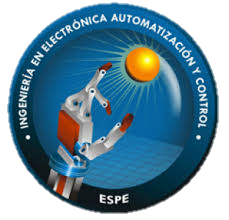 • INGENIERÍA EN ELECTRÓNICA AUTOMATIZACIÓN Y CONTROL •
ESPE